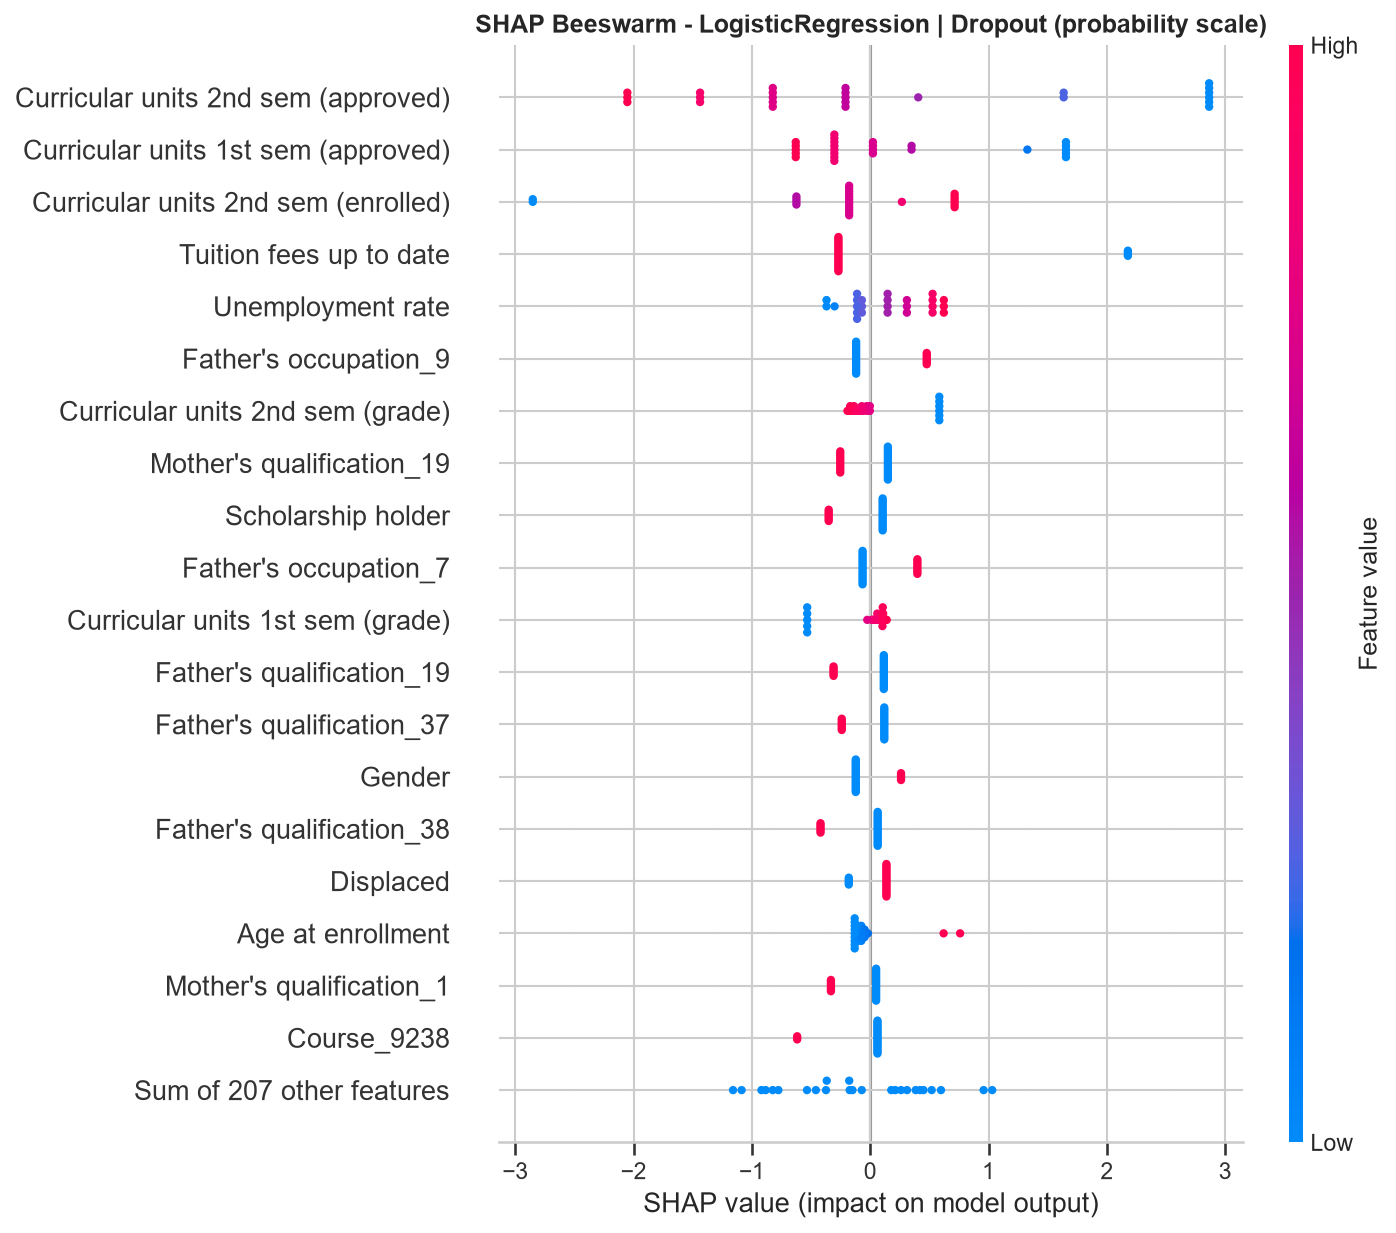 SHAP Beeswarm - LogisticRegression | Dropout (probability scale)
High
Curricular units 2nd sem (approved)
Curricular units 1st sem (approved)
Curricular units 2nd sem (enrolled)
Tuition fees up to date
Unemployment rate
Father's occupation_9
Curricular units 2nd sem (grade)
Mother's qualification_19
Scholarship holder
Father's occupation_7
Curricular units 1st sem (grade)
Father's qualification_19
Father's qualification_37
Gender
Father's qualification_38
Displaced
Age at enrollment
Mother's qualification_1
Course_9238
Sum of 207 other features
Feature value
Low
−3 −2 −1 0 1 2 3
SHAP value (impact on model output)